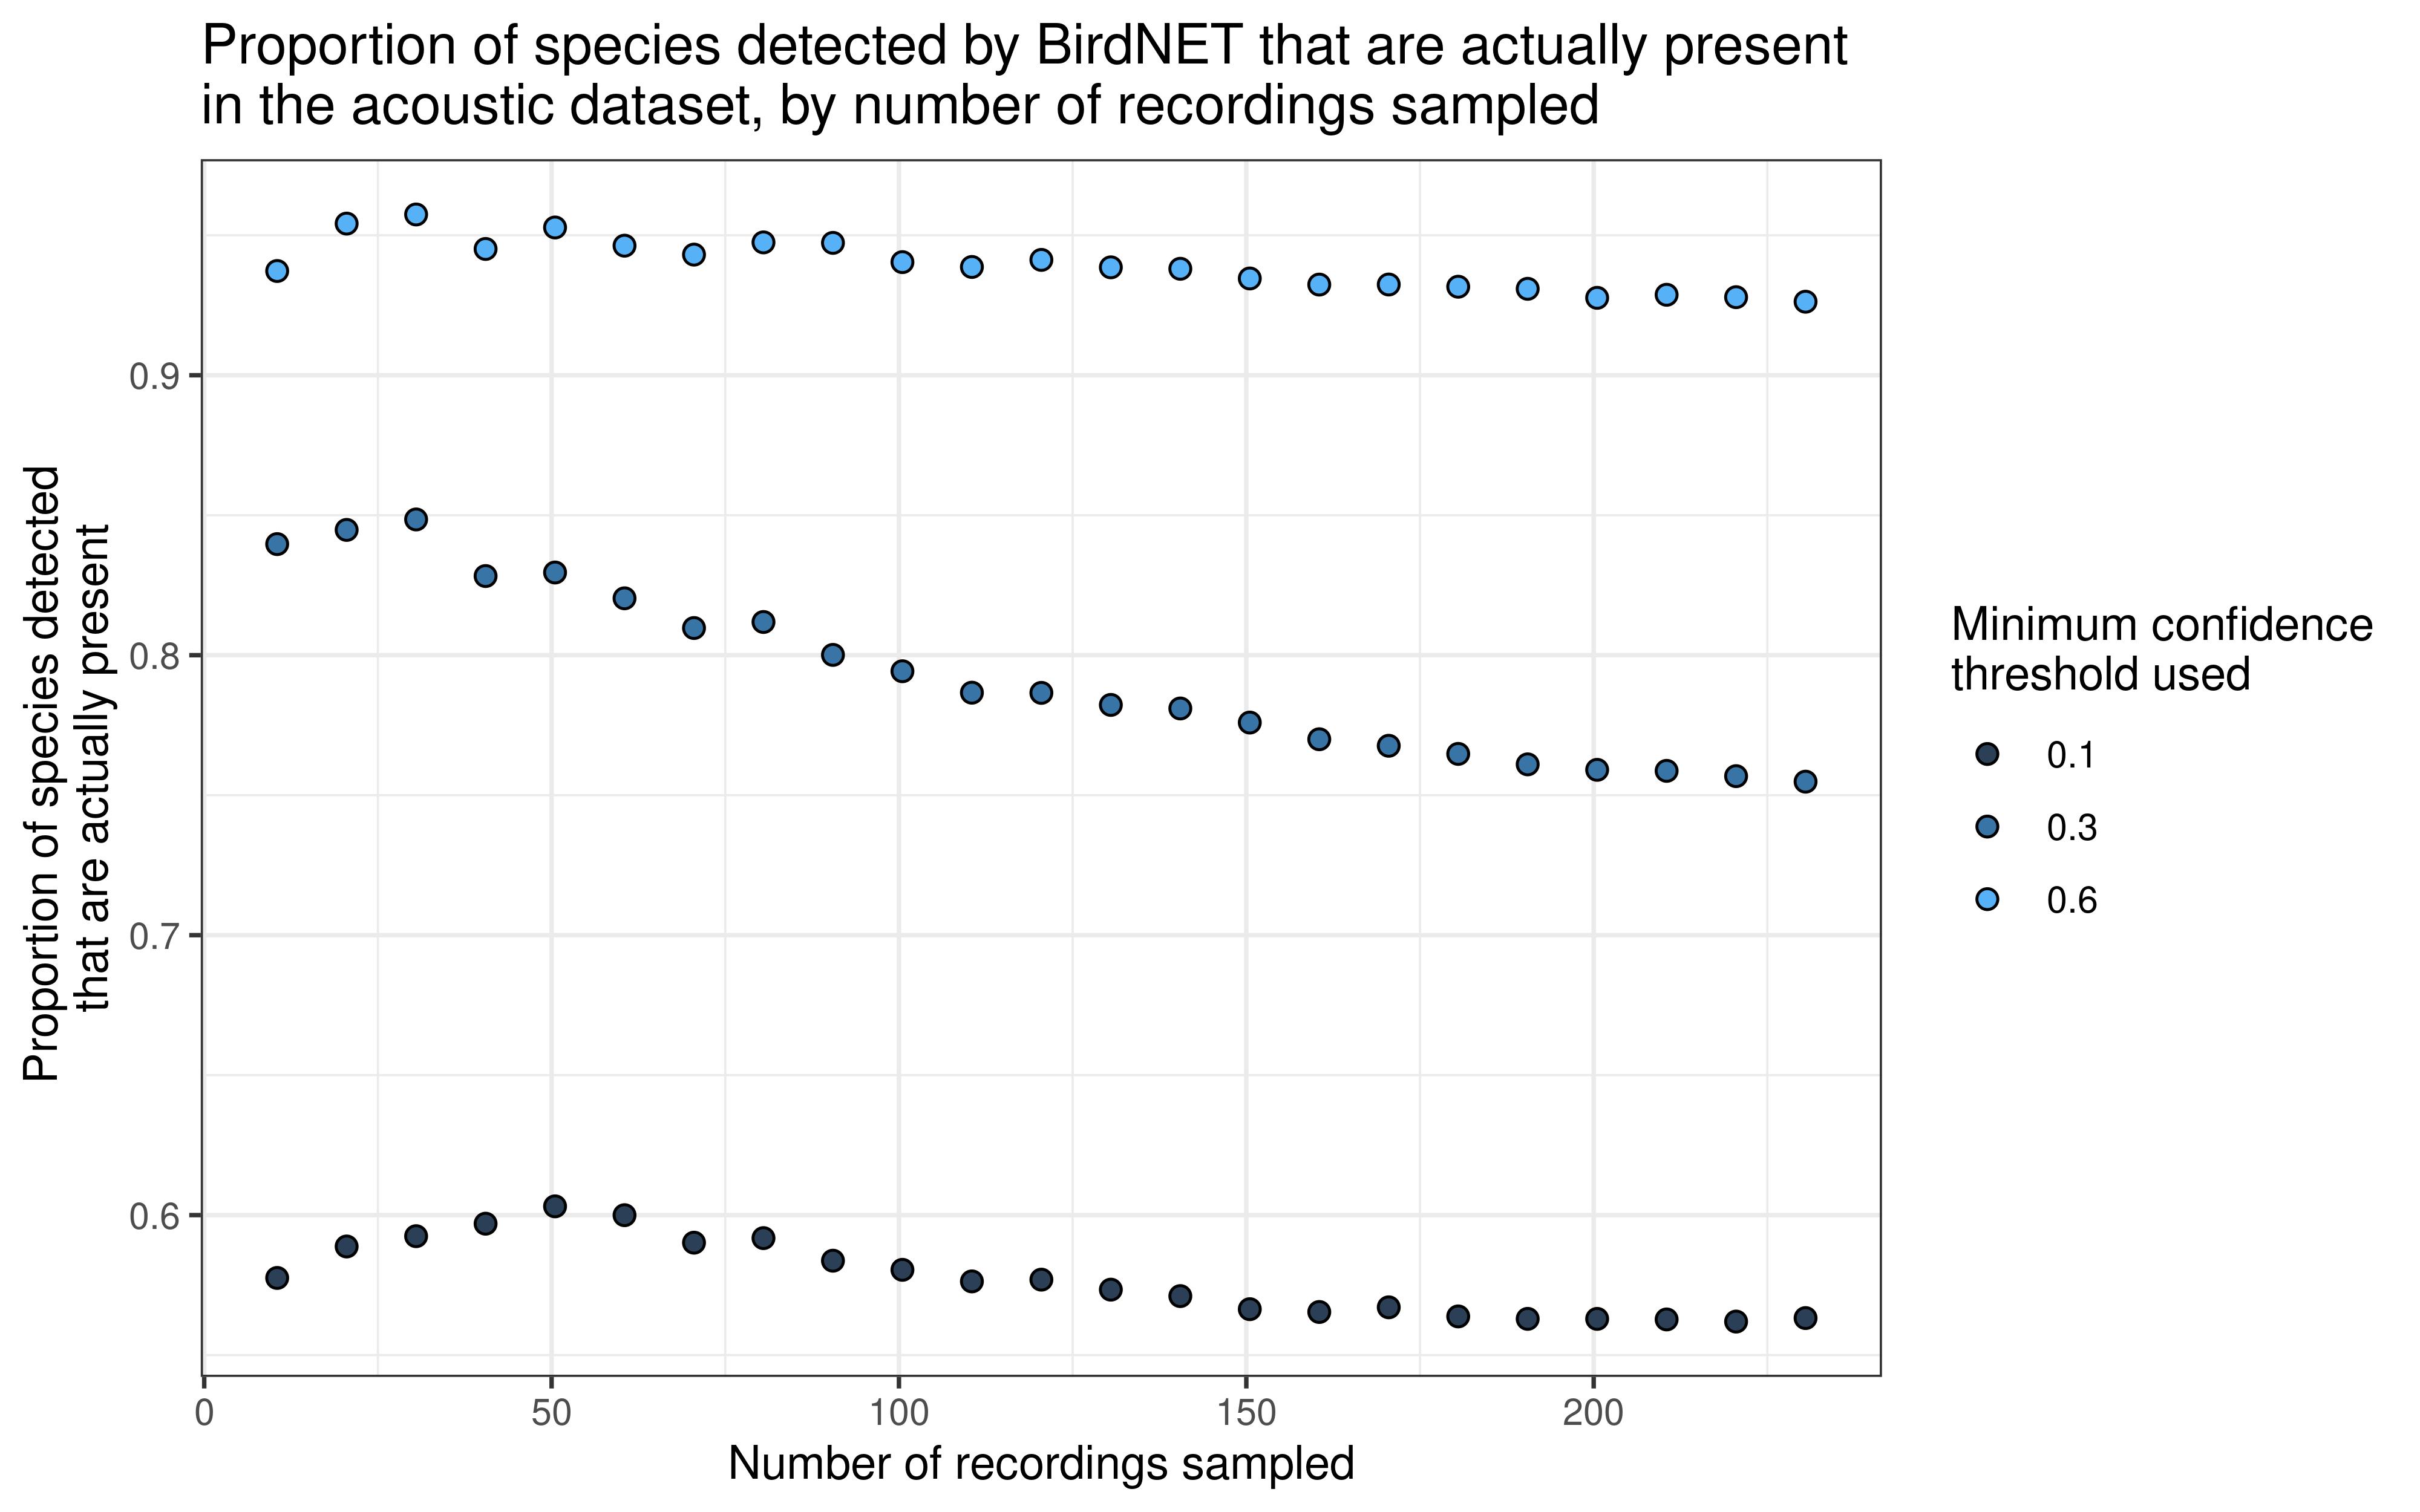 Proportion of species detected by BirdNET that are actually present
in the acoustic dataset, by number of recordings sampled
Proportion of species detected
that are actually present
0.9
0.8
0.7
0.6
0
50
100
150
200
Number of recordings sampled
Minimum confidence
threshold used
0.1
0.3
0.6